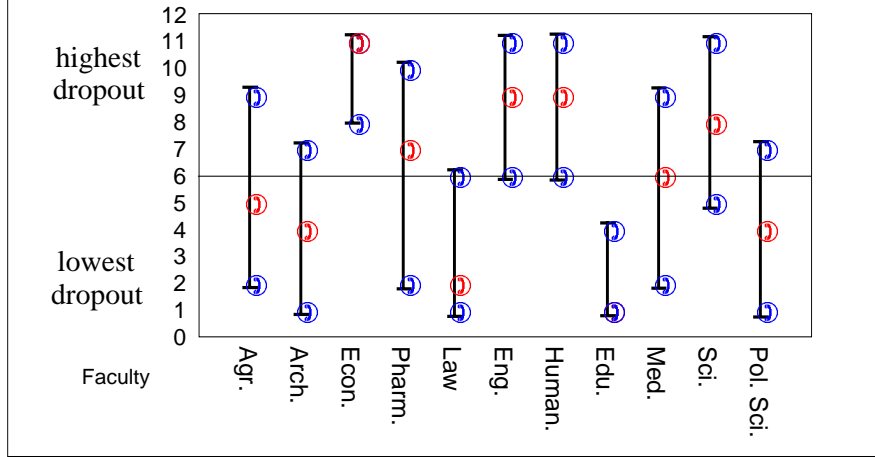 12
11
10
9
8
7
6
5
4
3
2
1
0
highest
dropout
lowest
dropout
Faculty
Agr.
Arch.
Econ.
Pharm.
Law
Eng.
Human.
Edu.
Med.
Sci.
Pol. Sci.